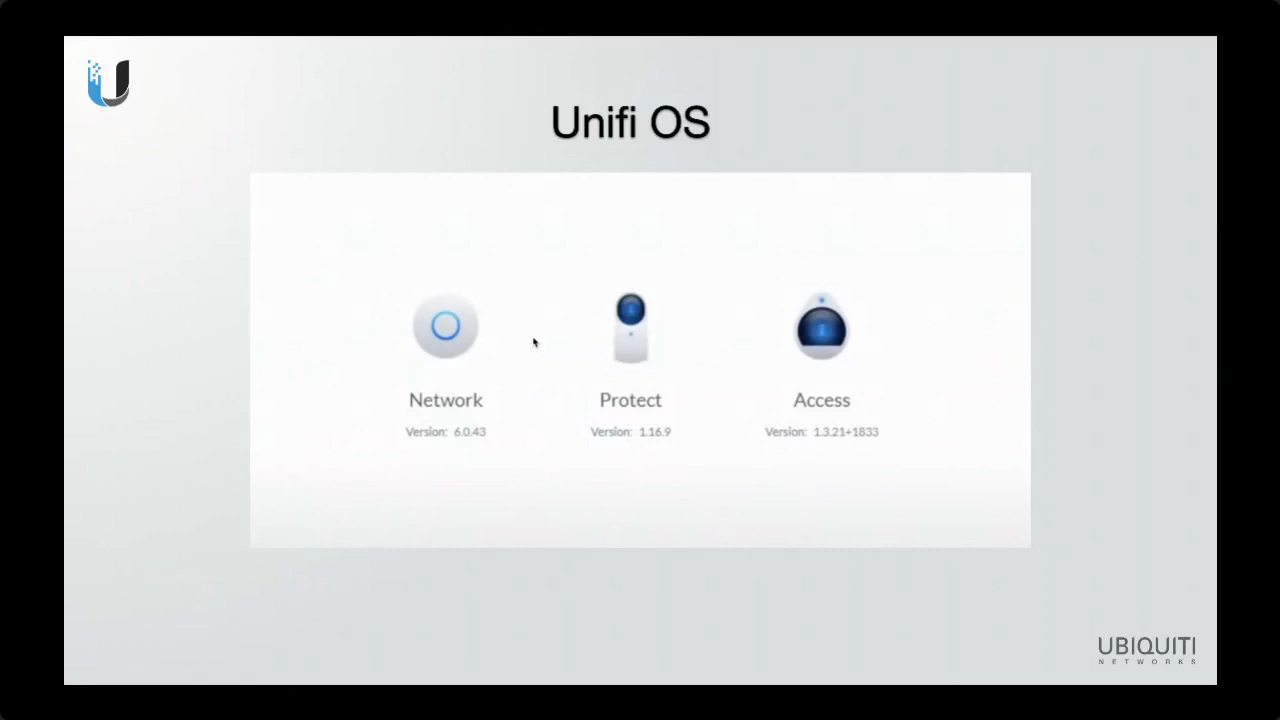 Unifi OS
Network
Protect
Access
Version: 6.0.43
Version: 1.16.9
Version: 1.3.21+1833
UBIQUITI
NETWORKS